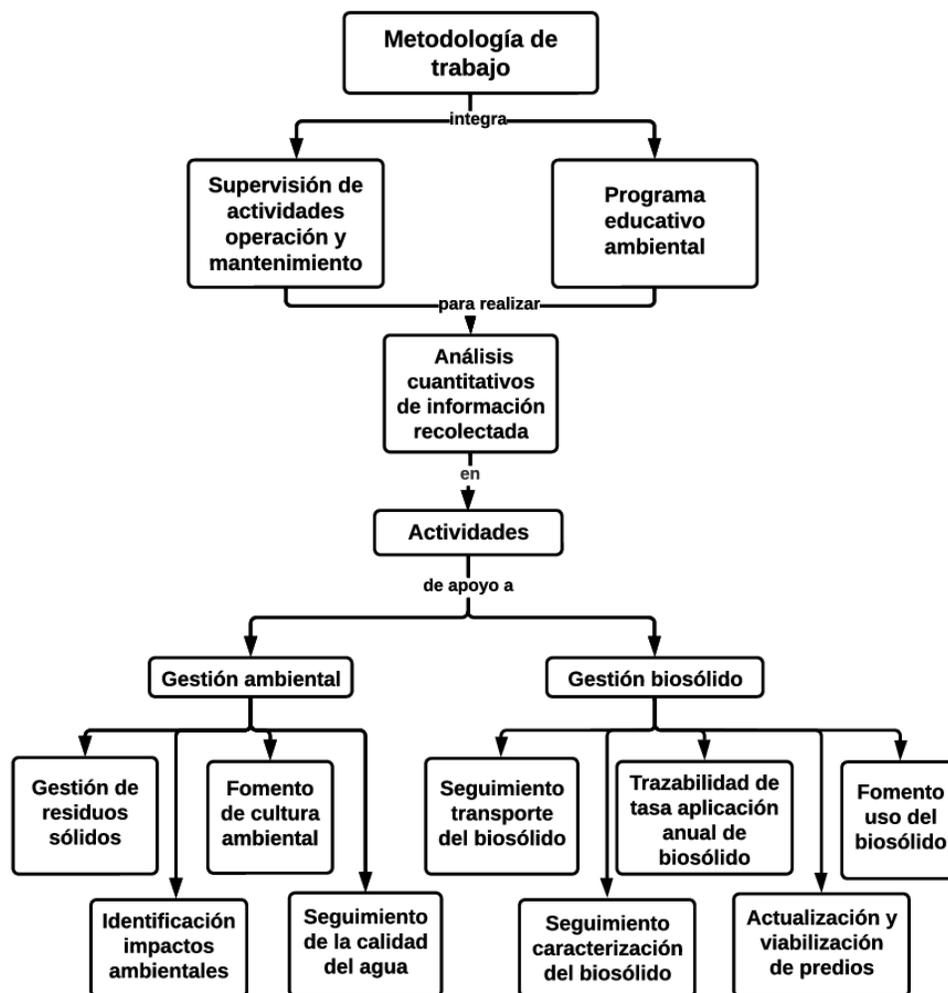 Metodología de
trabajo
integra
Supervisión de
actividades
operación y
mantenimiento
Programa
educativo
ambiental
para realizar
Análisis
cuantitativos
de información
recolectada
en
Actividades
de apoyo a
Gestión ambiental
Gestión biosólido
Gestión de
residuos
sólidos
Fomento
de cultura
ambiental
Seguimiento
transporte
del biosólido
Trazabilidad de
tasa aplicación
anual de
biosólido
Fomento
uso del
biosólido
Identificación
impactos
ambientales
Seguimiento
de la calidad
del agua
Seguimiento
caracterización
del biosólido
Actualización y
viabilización
de predios